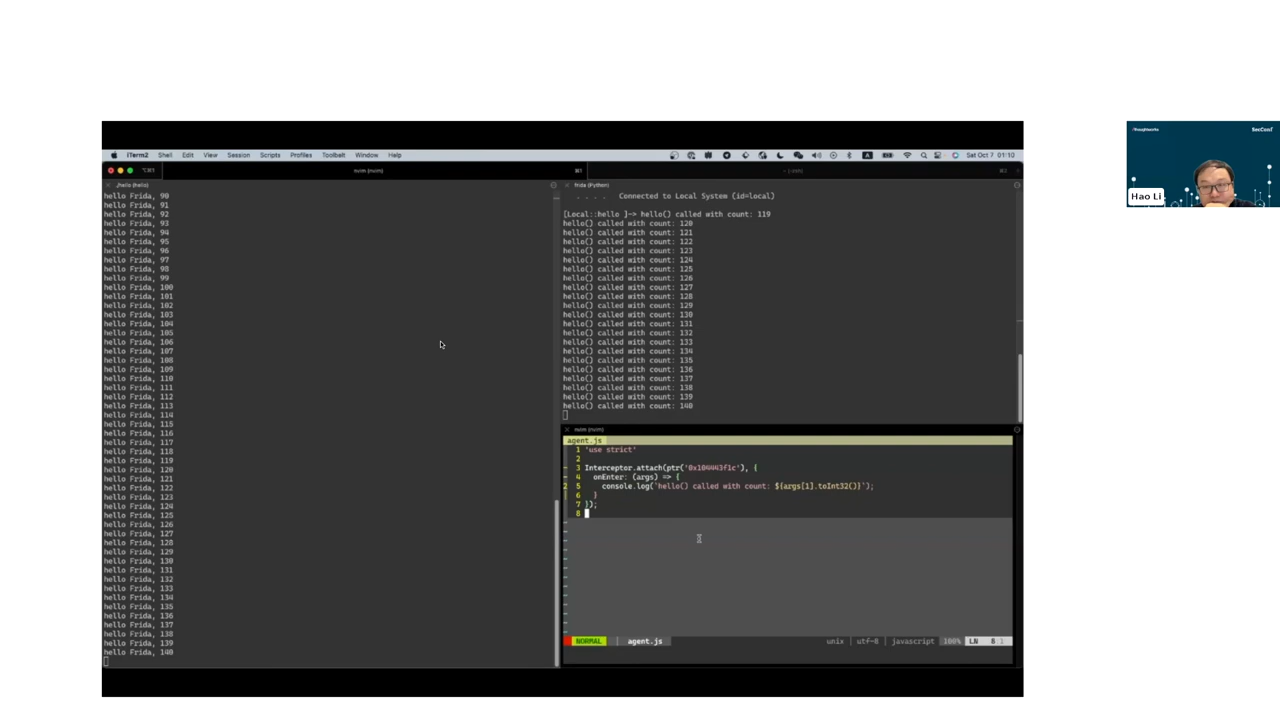 iTerm2 Shell Edit View Session Scripts Profiles Toolbelt Window Help
Sat Oct 7 01:10
nvim (nvim)
./hello (hello)
hello Frida, 90
hello Frida, 91
hello Frida, 92
hello Frida, 93
hello Frida, 94
hello Frida, 95
hello Frida, 96
hello Frida, 97
hello Frida, 98
hello Frida, 99
hello Frida, 100
hello Frida, 101
hello Frida, 102
hello Frida, 103
hello Frida, 104
hello Frida, 105
hello Frida, 106
hello Frida, 107
hello Frida, 108
hello Frida, 109
hello Frida, 110
hello Frida, 111
hello Frida, 112
hello Frida, 113
hello Frida, 114
hello Frida, 115
hello Frida, 116
hello Frida, 117
hello Frida, 118
hello Frida, 119
hello Frida, 120
hello Frida, 121
hello Frida, 122
hello Frida, 123
hello Frida, 124
hello Frida, 125
hello Frida, 126
hello Frida, 127
hello Frida, 128
hello Frida, 129
hello Frida, 130
hello Frida, 131
hello Frida, 132
hello Frida, 133
hello Frida, 134
hello Frida, 135
hello Frida, 136
hello Frida, 137
hello Frida, 138
hello Frida, 139
hello Frida, 140
frida (Python)
. . . . Connected to Local System (id=local)
[Local::hello ]-> hello() called with count: 119
hello() called with count: 120
hello() called with count: 121
hello() called with count: 122
hello() called with count: 123
hello() called with count: 124
hello() called with count: 125
hello() called with count: 126
hello() called with count: 127
hello() called with count: 128
hello() called with count: 129
hello() called with count: 130
hello() called with count: 131
hello() called with count: 132
hello() called with count: 133
hello() called with count: 134
hello() called with count: 135
hello() called with count: 136
hello() called with count: 137
hello() called with count: 138
hello() called with count: 139
hello() called with count: 140
nvim (nvim)
agent.js
1 'use strict'
2
3 Interceptor.attach(ptr('0x104443f1c'), {
4 onEnter: (args) => {
5 console.log(`hello() called with count: ${args[1].toInt32()}`);
6 }
7 });
8
NORMAL | agent.js unix | utf-8 | javascript 100% LN 8:1
/thoughtworks
SecConf
Hao Li